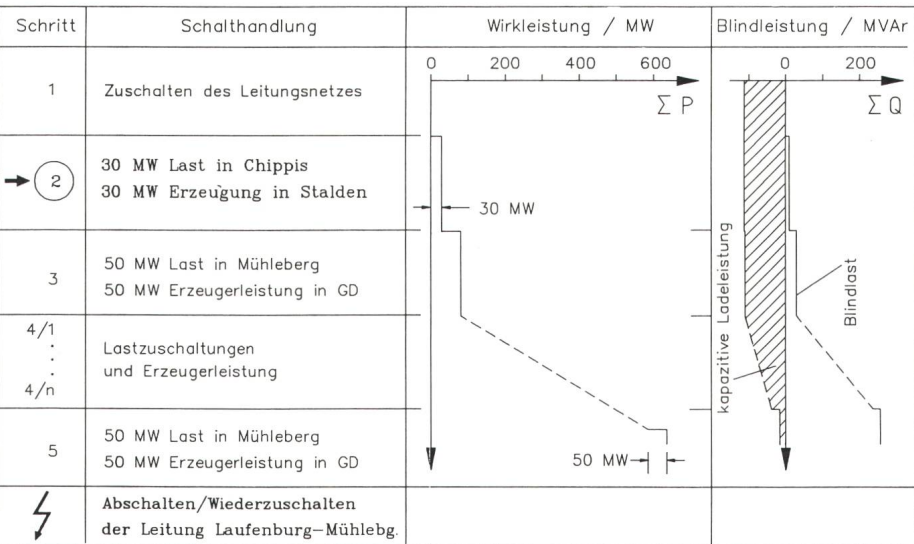 Schritt
Schalthandlung
Wirkleistung / MW
Blindleistung / MVAr
0 200 400 600
0 200
Σ P
Σ Q
1
Zuschalten des Leitungsnetzes
2
30 MW Last in Chippis
30 MW Erzeugung in Stalden
30 MW
3
50 MW Last in Mühleberg
50 MW Erzeugerleistung in GD
kapazitive Ladeleistung
Blindlast
4/1
.
.
.
4/n
Lastzuschaltungen
und Erzeugerleistung
5
50 MW Last in Mühleberg
50 MW Erzeugerleistung in GD
50 MW
Abschalten/Wiederzuschalten
der Leitung Laufenburg-Mühlebg.